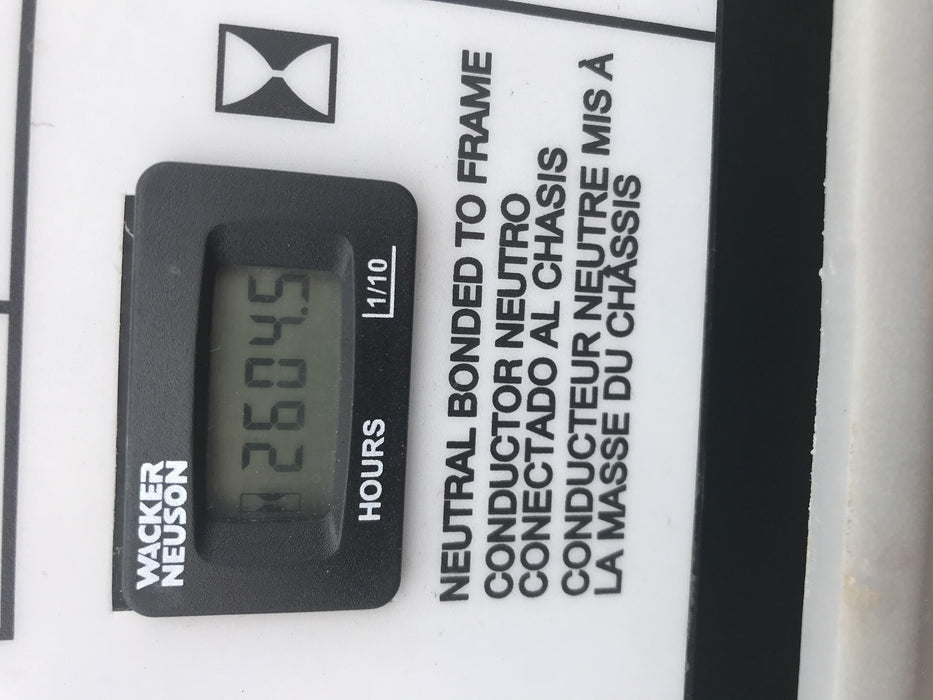 WACKER
NEUSON
2604.5
HOURS 1/10
NEUTRAL BONDED TO FRAME
CONDUCTOR NEUTRO
CONECTADO AL CHASIS
CONDUCTEUR NEUTRE MIS À
LA MASSE DU CHÂSSIS